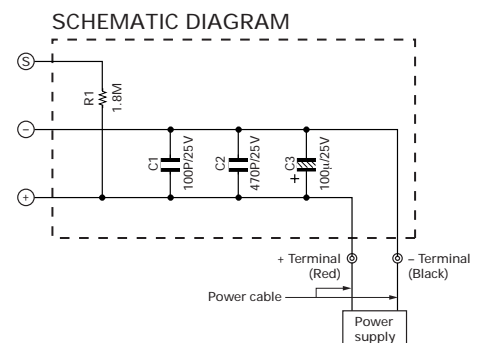 SCHEMATIC DIAGRAM
S
R1
1.8M
−
C1
100P/25V
C2
470P/25V
C3
100µ/25V
+
+
+ Terminal
(Red)
– Terminal
(Black)
Power cable
Power
supply